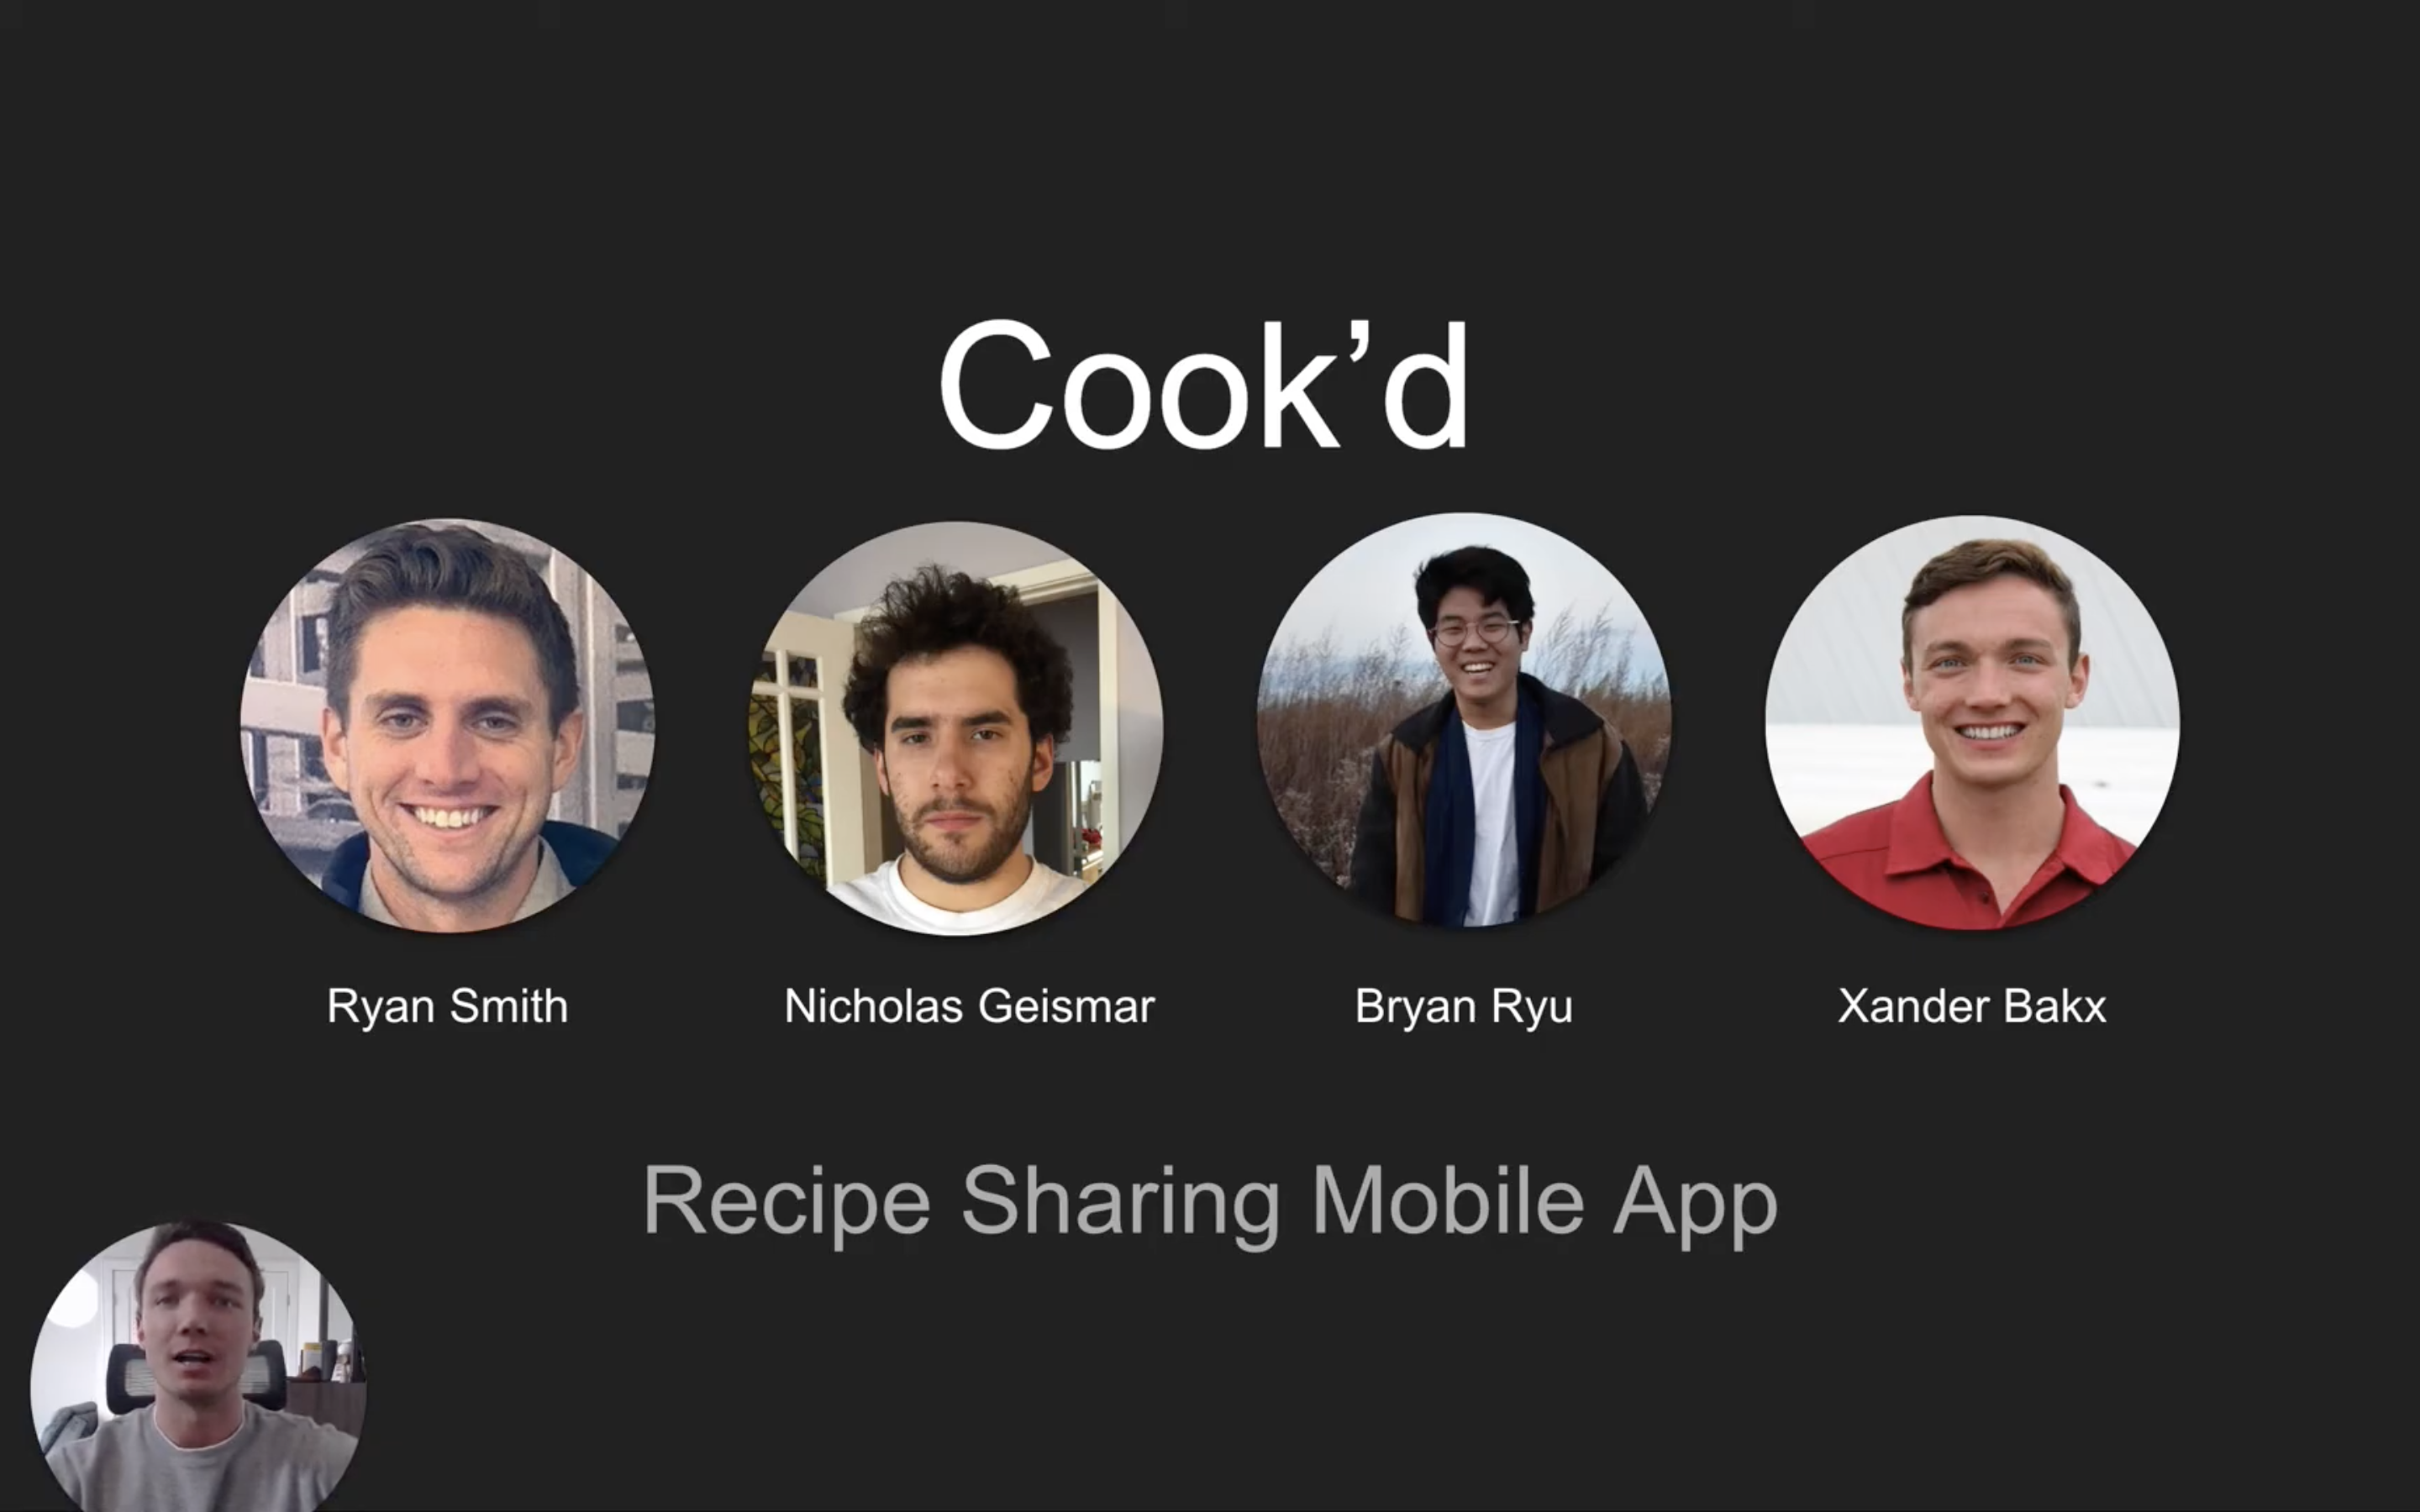 Cook’d
Ryan Smith
Nicholas Geismar
Bryan Ryu
Xander Bakx
Recipe Sharing Mobile App